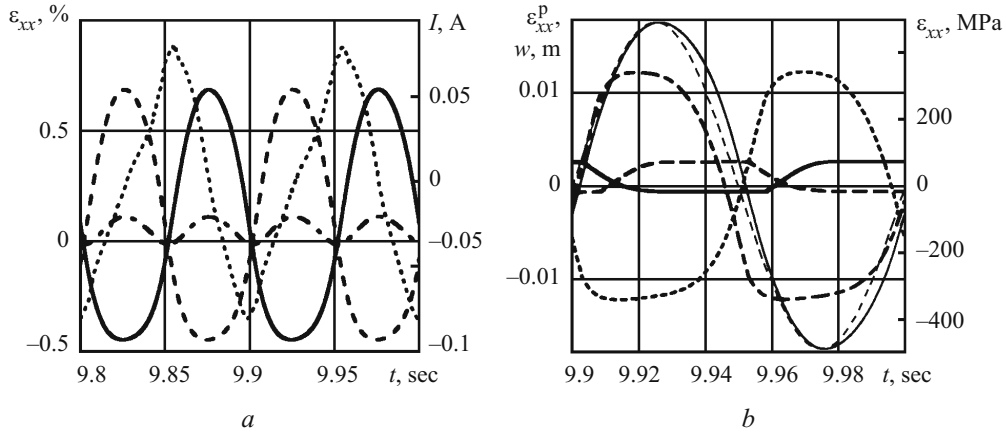 ε_xx, %
I, A
0.5
0
–0.5
0.05
0
–0.05
–0.1
9.8
9.85
9.9
9.95
t, sec
a
ε^p_xx,
w, m
ε_xx, MPa
0.01
0
–0.01
200
0
–200
–400
9.9
9.92
9.94
9.96
9.98
t, sec
b